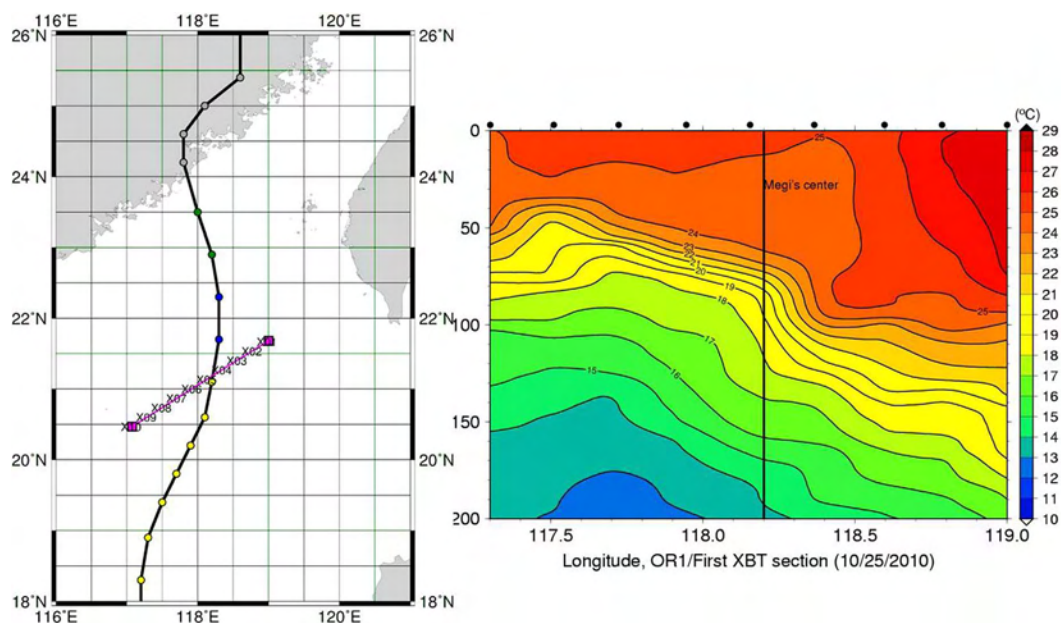 116˚E 118˚E 120˚E
26˚N 26˚N
24˚N 24˚N
22˚N 22˚N
X02
X03
X04
X06
X07
X08
X09
20˚N 20˚N
18˚N 18˚N
116˚E 118˚E 120˚E
(ºC)
0
50
100
150
200
25
Megi's center
24
23
22
21
20
19
18
25
17
16
15
117.5 118.0 118.5 119.0
Longitude, OR1/First XBT section (10/25/2010)
29
28
27
26
25
24
23
22
21
20
19
18
17
16
15
14
13
12
11
10